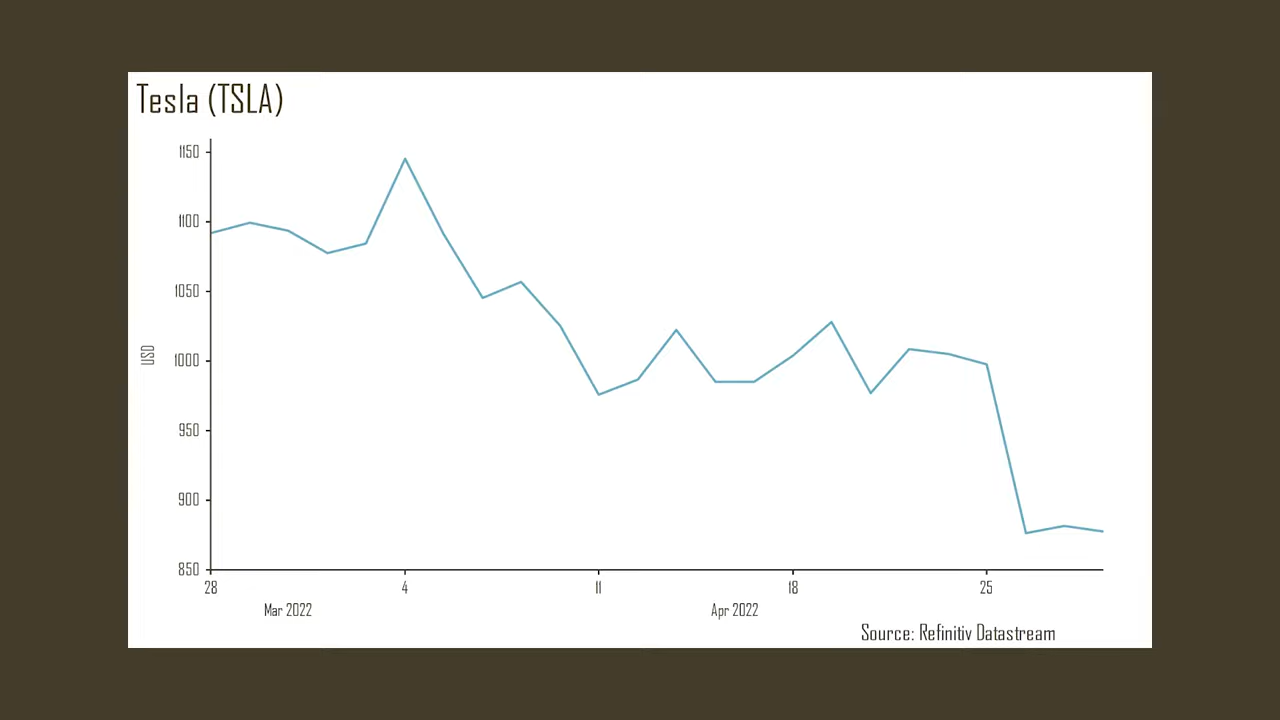 Tesla (TSLA)
1150
1100
1050
1000
950
900
850
USD
28
4
11
18
25
Mar 2022
Apr 2022
Source: Refinitiv Datastream